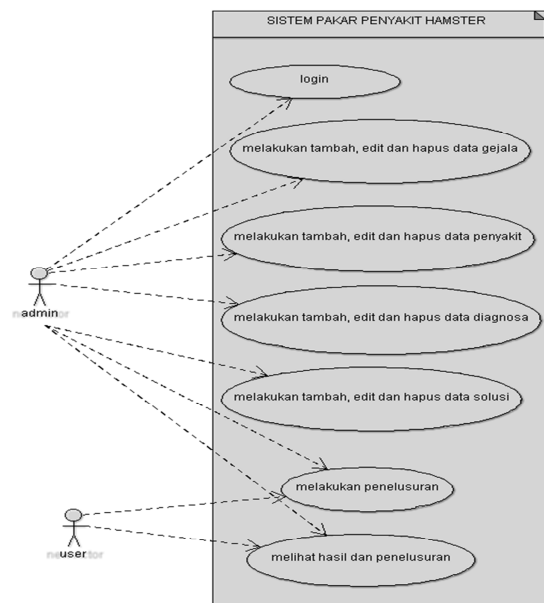 SISTEM PAKAR PENYAKIT HAMSTER
login
melakukan tambah, edit dan hapus data gejala
melakukan tambah, edit dan hapus data penyakit
admin
melakukan tambah, edit dan hapus data diagnosa
melakukan tambah, edit dan hapus data solusi
melakukan penelusuran
user
melihat hasil dan penelusuran